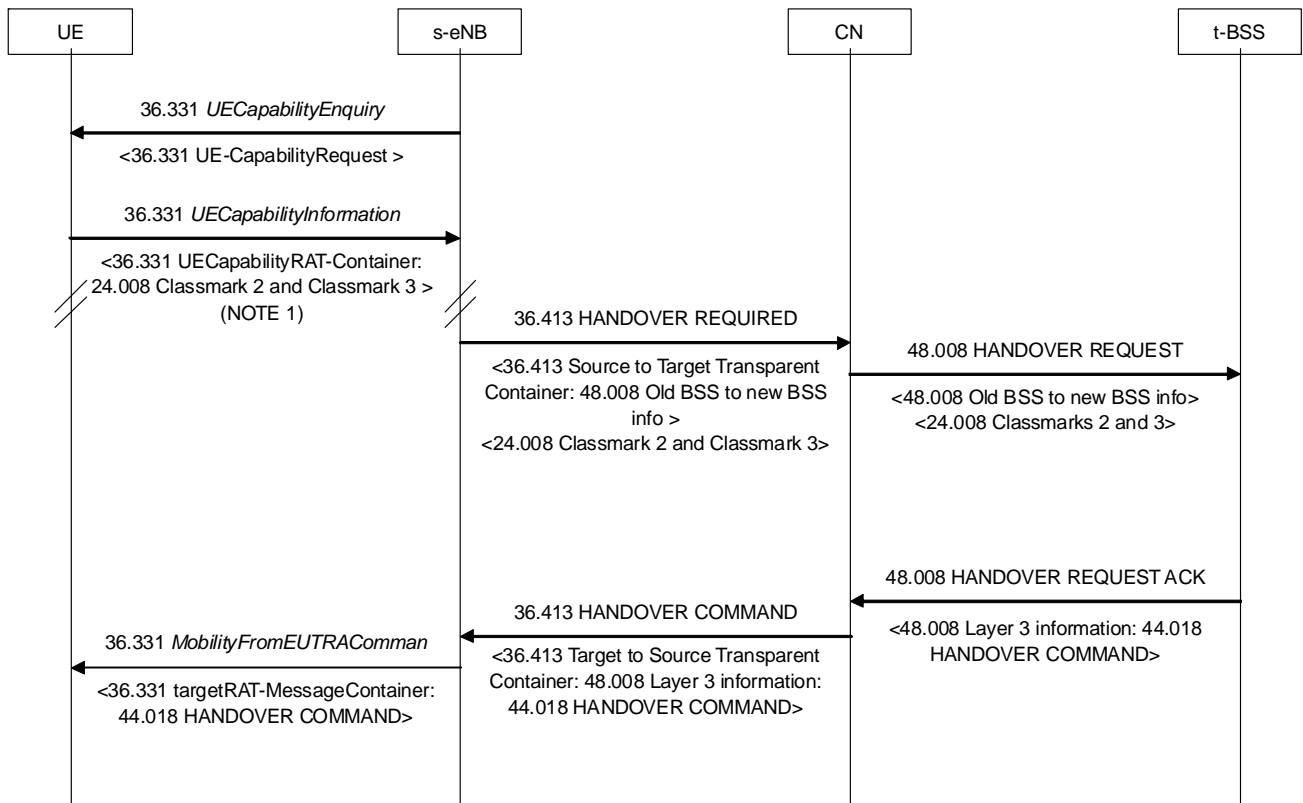 UE
s-eNB
CN
t-BSS
36.331 UECapabilityEnquiry
<36.331 UE-CapabilityRequest >
36.331 UECapabilityInformation
<36.331 UECapabilityRAT-Container:
24.008 Classmark 2 and Classmark 3 >
(NOTE 1)
36.413 HANDOVER REQUIRED
<36.413 Source to Target Transparent
Container: 48.008 Old BSS to new BSS
info >
<24.008 Classmark 2 and Classmark 3>
48.008 HANDOVER REQUEST
<48.008 Old BSS to new BSS info>
<24.008 Classmarks 2 and 3>
48.008 HANDOVER REQUEST ACK
<48.008 Layer 3 information: 44.018
HANDOVER COMMAND>
36.413 HANDOVER COMMAND
<36.413 Target to Source Transparent
Container: 48.008 Layer 3 information:
44.018 HANDOVER COMMAND>
36.331 MobilityFromEUTRAComman
<36.331 targetRAT-MessageContainer:
44.018 HANDOVER COMMAND>